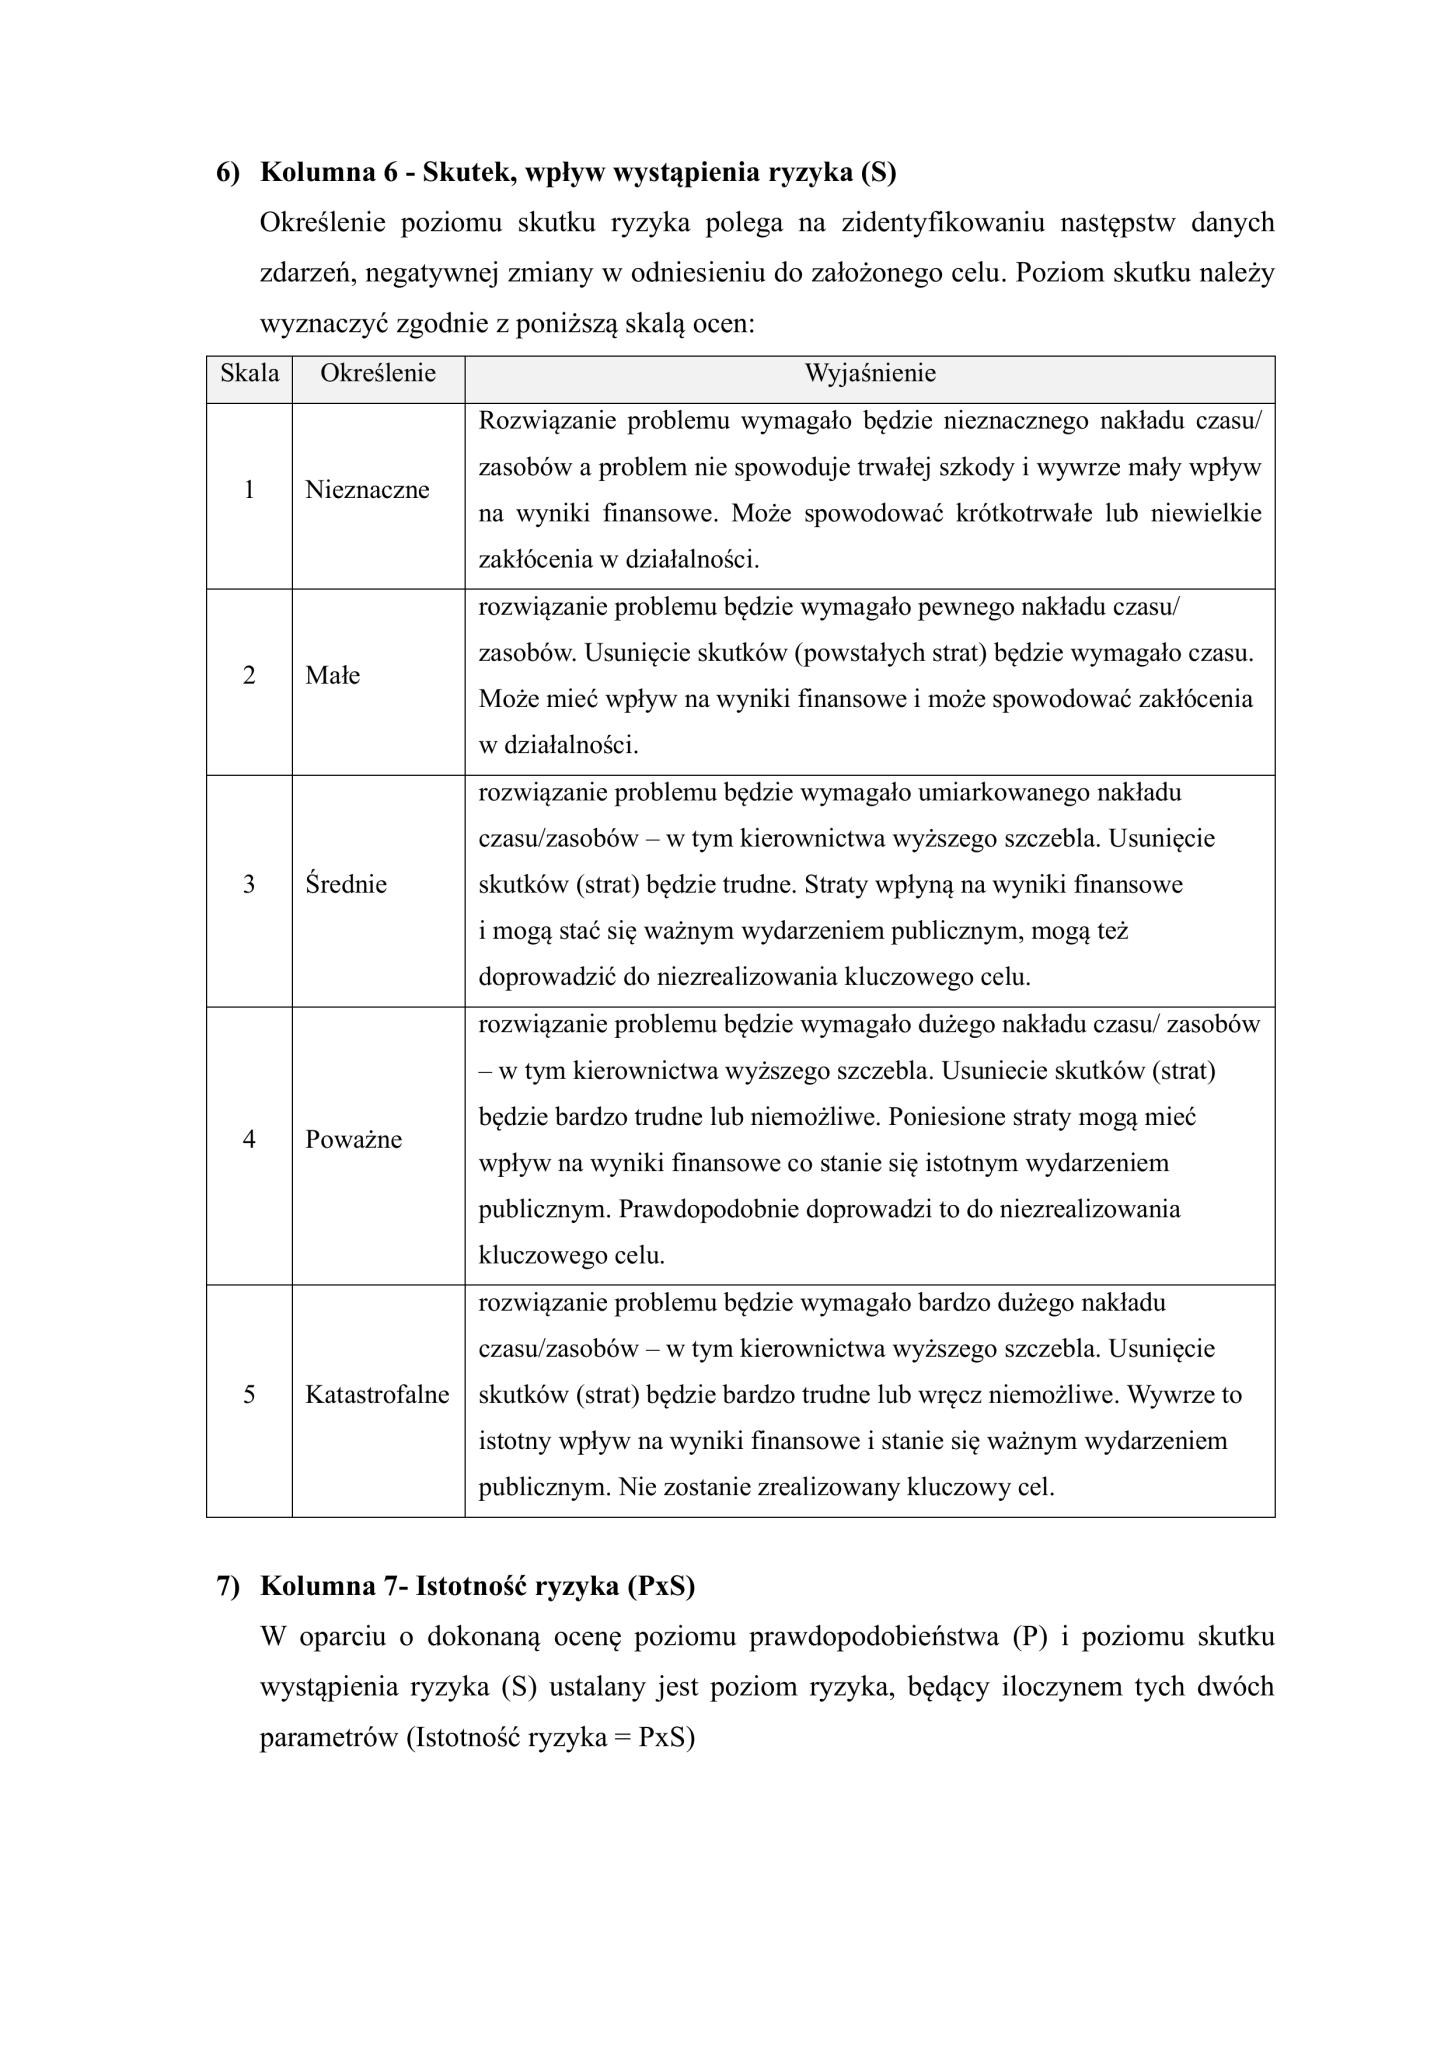 6) Kolumna 6 - Skutek, wpływ wystąpienia ryzyka (S)
Określenie poziomu skutku ryzyka polega na zidentyfikowaniu następstw danych
zdarzeń, negatywnej zmiany w odniesieniu do założonego celu. Poziom skutku należy
wyznaczyć zgodnie z poniższą skalą ocen:
Skala Określenie Wyjaśnienie
1 Nieznaczne
Rozwiązanie problemu wymagało będzie nieznacznego nakładu czasu/
zasobów a problem nie spowoduje trwałej szkody i wywrze mały wpływ
na wyniki finansowe. Może spowodować krótkotrwałe lub niewielkie
zakłócenia w działalności.
2 Małe
rozwiązanie problemu będzie wymagało pewnego nakładu czasu/
zasobów. Usunięcie skutków (powstałych strat) będzie wymagało czasu.
Może mieć wpływ na wyniki finansowe i może spowodować zakłócenia
w działalności.
3 Średnie
rozwiązanie problemu będzie wymagało umiarkowanego nakładu
czasu/zasobów – w tym kierownictwa wyższego szczebla. Usunięcie
skutków (strat) będzie trudne. Straty wpłyną na wyniki finansowe
i mogą stać się ważnym wydarzeniem publicznym, mogą też
doprowadzić do niezrealizowania kluczowego celu.
4 Poważne
rozwiązanie problemu będzie wymagało dużego nakładu czasu/ zasobów
– w tym kierownictwa wyższego szczebla. Usuniecie skutków (strat)
będzie bardzo trudne lub niemożliwe. Poniesione straty mogą mieć
wpływ na wyniki finansowe co stanie się istotnym wydarzeniem
publicznym. Prawdopodobnie doprowadzi to do niezrealizowania
kluczowego celu.
5 Katastrofalne
rozwiązanie problemu będzie wymagało bardzo dużego nakładu
czasu/zasobów – w tym kierownictwa wyższego szczebla. Usunięcie
skutków (strat) będzie bardzo trudne lub wręcz niemożliwe. Wywrze to
istotny wpływ na wyniki finansowe i stanie się ważnym wydarzeniem
publicznym. Nie zostanie zrealizowany kluczowy cel.
7) Kolumna 7- Istotność ryzyka (PxS)
W oparciu o dokonaną ocenę poziomu prawdopodobieństwa (P) i poziomu skutku
wystąpienia ryzyka (S) ustalany jest poziom ryzyka, będący iloczynem tych dwóch
parametrów (Istotność ryzyka = PxS)